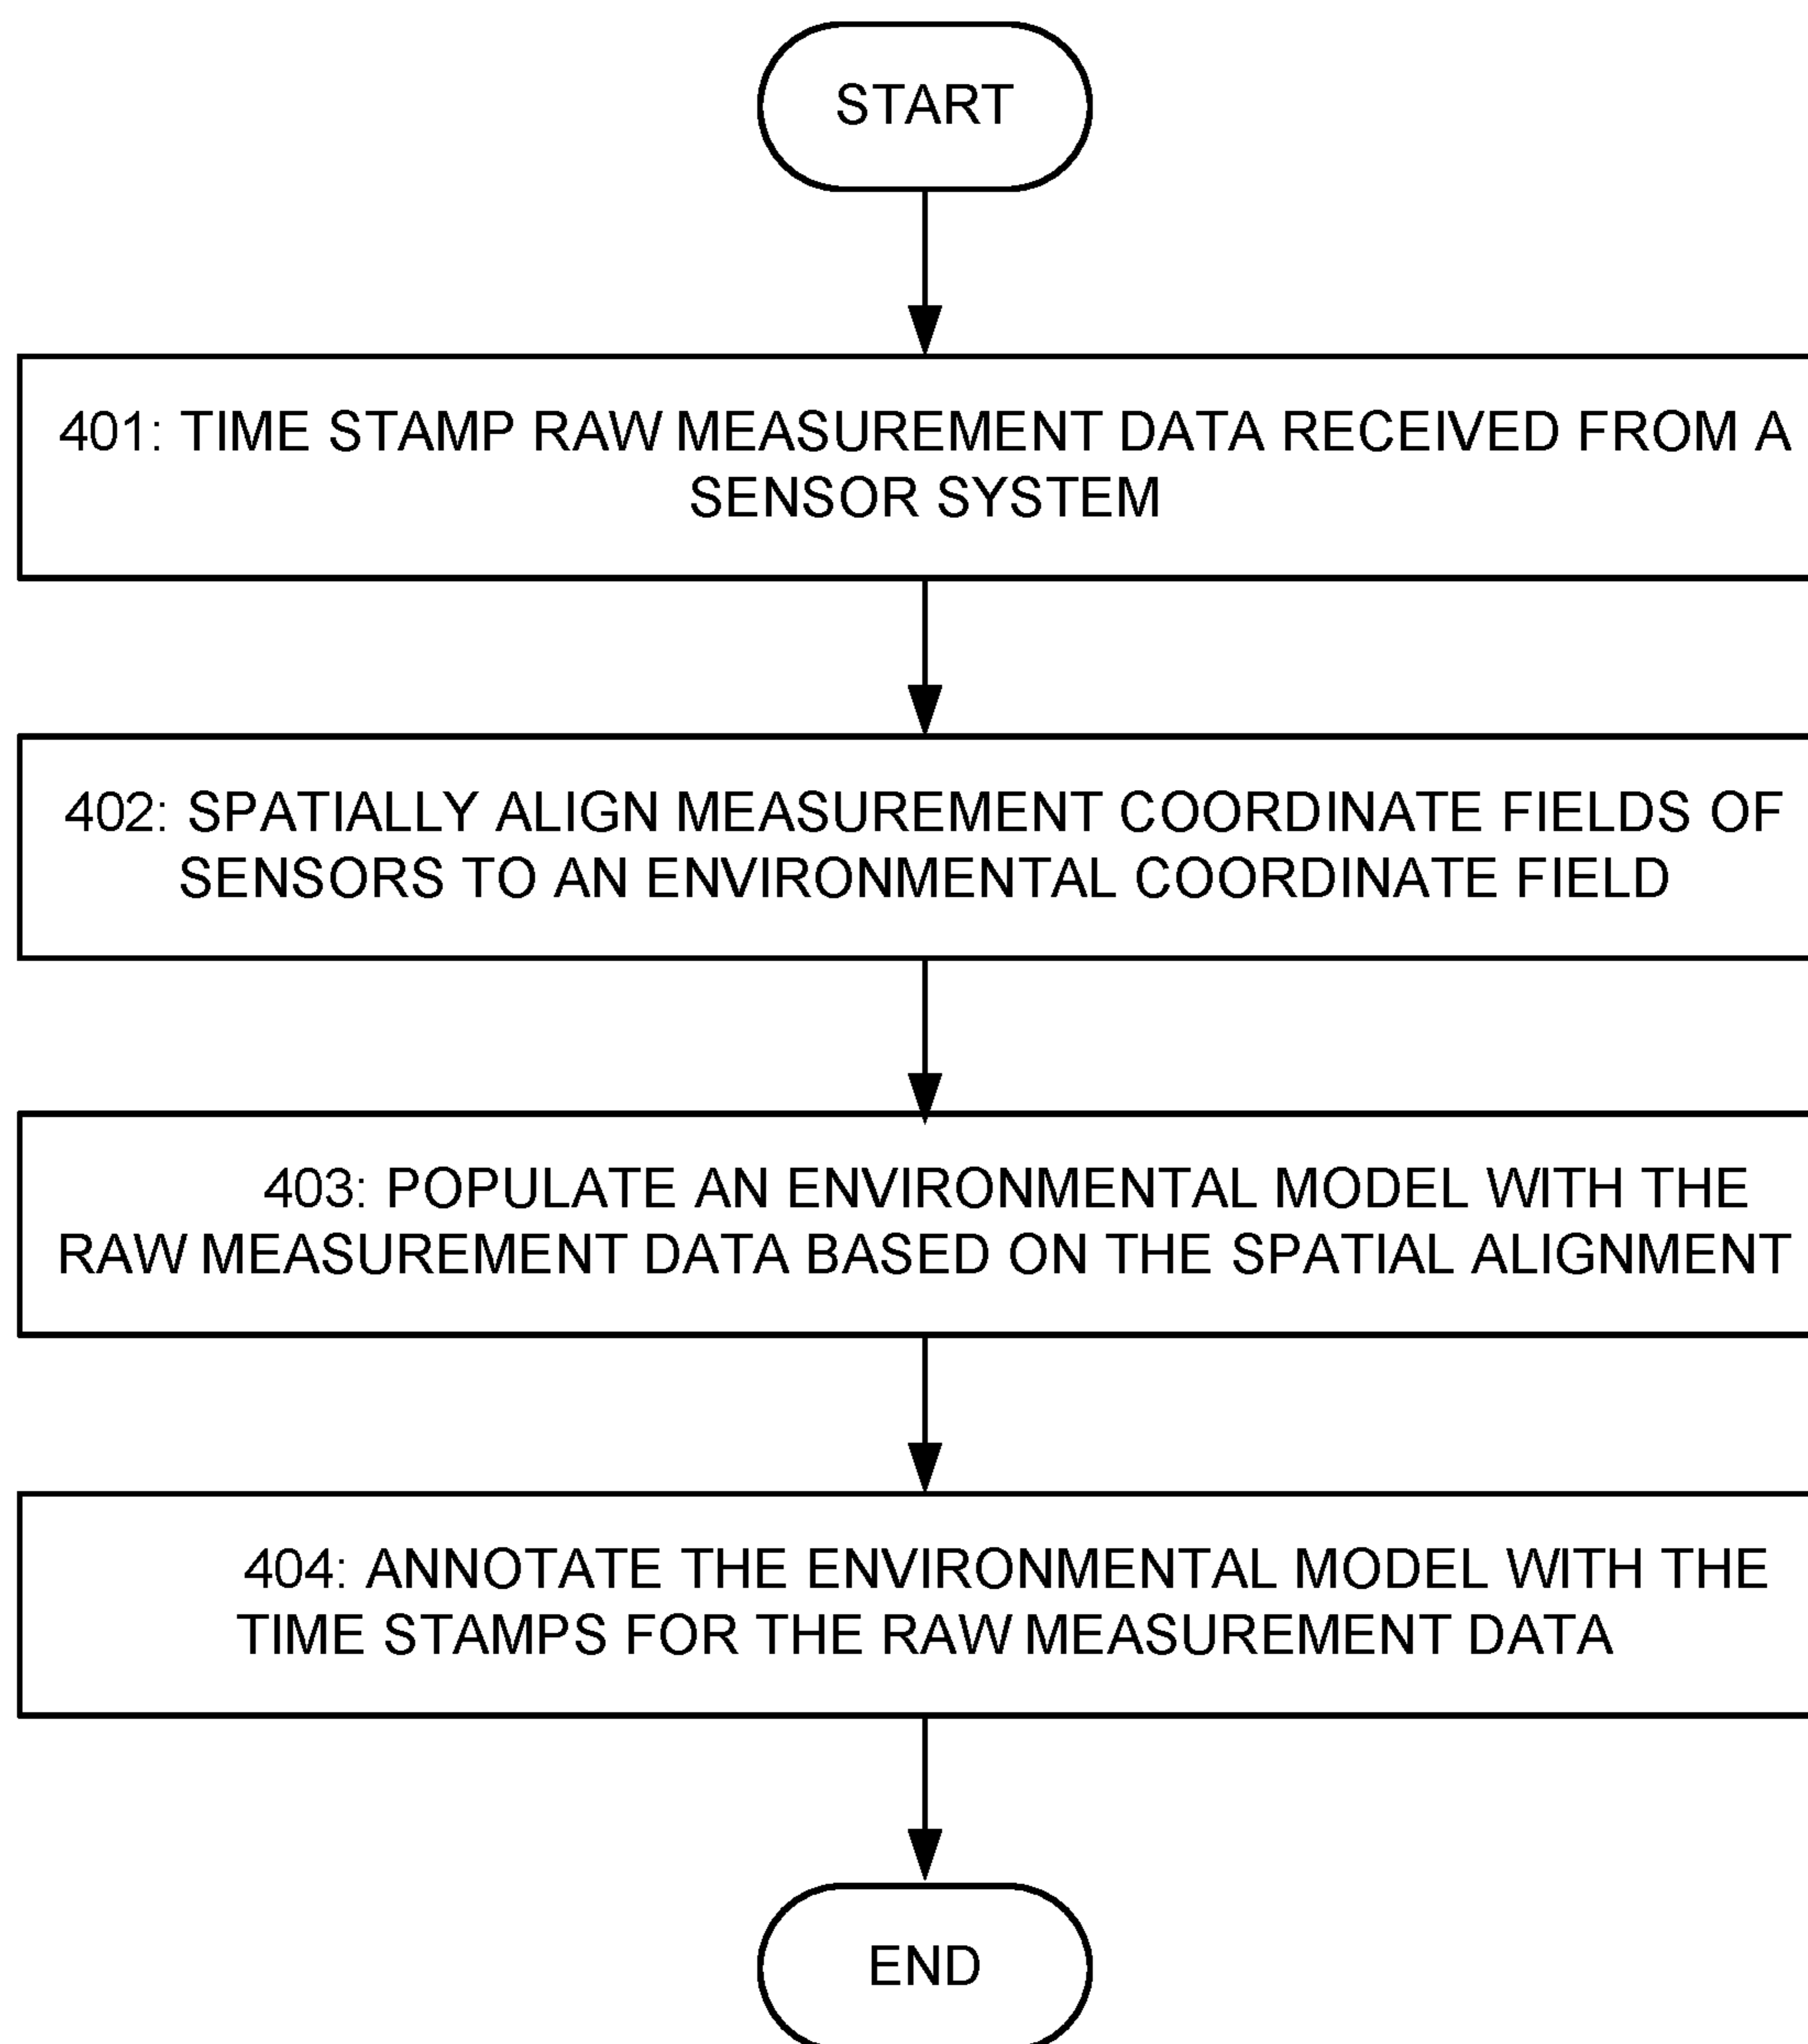 START
401: TIME STAMP RAW MEASUREMENT DATA RECEIVED FROM A
SENSOR SYSTEM
402: SPATIALLY ALIGN MEASUREMENT COORDINATE FIELDS OF
SENSORS TO AN ENVIRONMENTAL COORDINATE FIELD
403: POPULATE AN ENVIRONMENTAL MODEL WITH THE
RAW MEASUREMENT DATA BASED ON THE SPATIAL ALIGNMENT
404: ANNOTATE THE ENVIRONMENTAL MODEL WITH THE
TIME STAMPS FOR THE RAW MEASUREMENT DATA
END